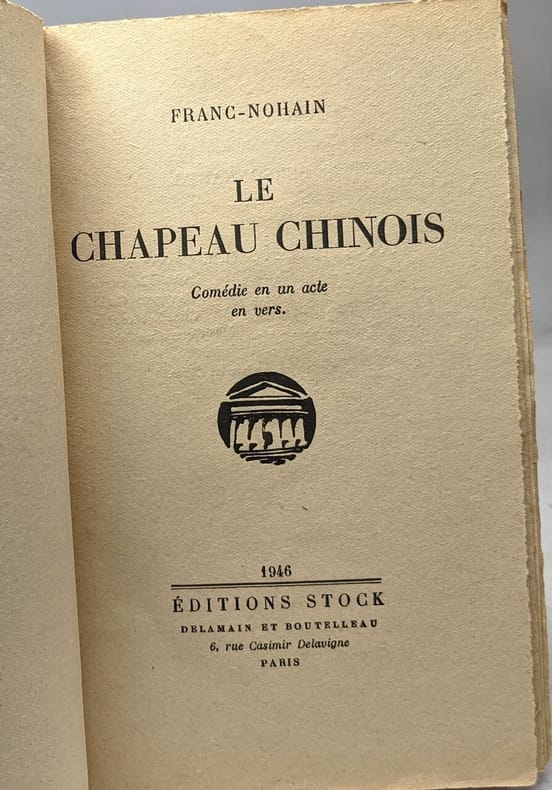 FRANC-NOHAIN
LE
CHAPEAU CHINOIS
Comédie en un acte
en vers.
1946
ÉDITIONS STOCK
DELAMAIN ET BOUTELLEAU
6, rue Casimir Delavigne
PARIS